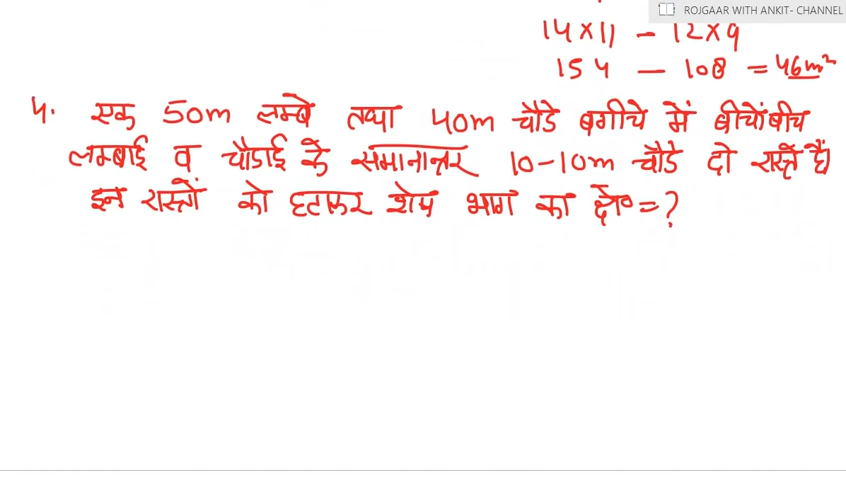 ROJGAAR WITH ANKIT- CHANNEL
14 × 11 - 12 × 9
154 - 108 = 46m²
4. एक 50m लम्बे तथा 40m चौडे बगीचे में बीचोंबीच
लम्बाई व चौडाई के समानान्तर 10-10m चौडे दो रास्ते हैं।
इन रास्तों को हटाकर शेष भाग का क्षे० = ?